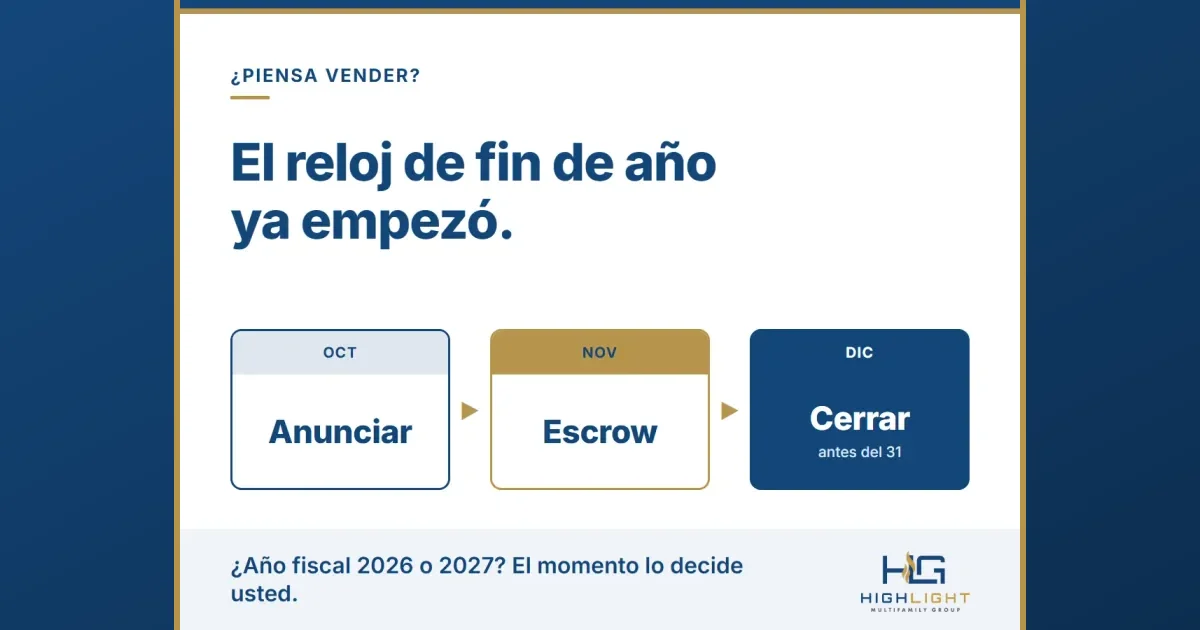 ¿PIENSA VENDER?
El reloj de fin de año
ya empezó.
OCT
Anunciar
NOV
Escrow
DIC
Cerrar
antes del 31
¿Año fiscal 2026 o 2027? El momento lo decide
usted.
HG
HIGHLIGHT
MULTIFAMILY GROUP